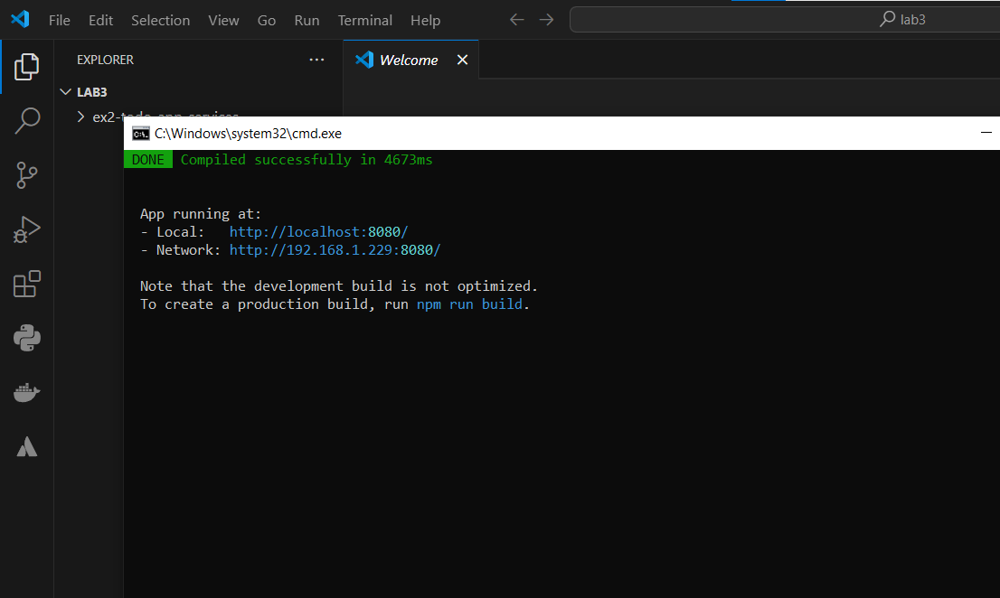 File Edit Selection View Go Run Terminal Help
lab3
EXPLORER
Welcome
LAB3
ex2-todo-app-services
C:\Windows\system32\cmd.exe
DONE Compiled successfully in 4673ms
App running at:
- Local: http://localhost:8080/
- Network: http://192.168.1.229:8080/
Note that the development build is not optimized.
To create a production build, run npm run build.